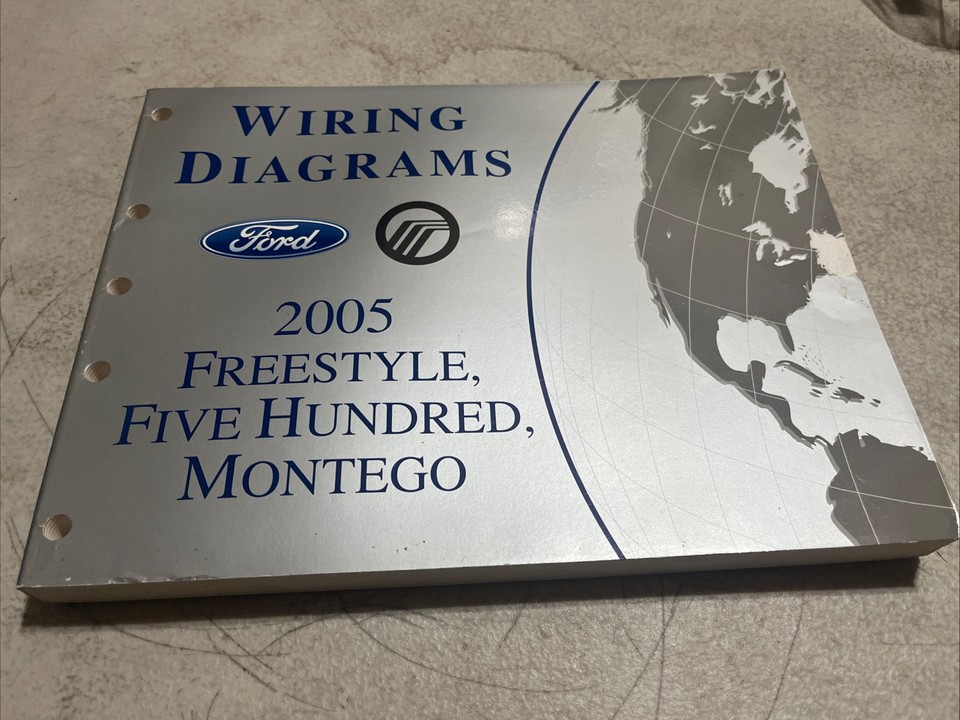 WIRING
DIAGRAMS
Ford
2005
FREESTYLE,
FIVE HUNDRED,
MONTEGO